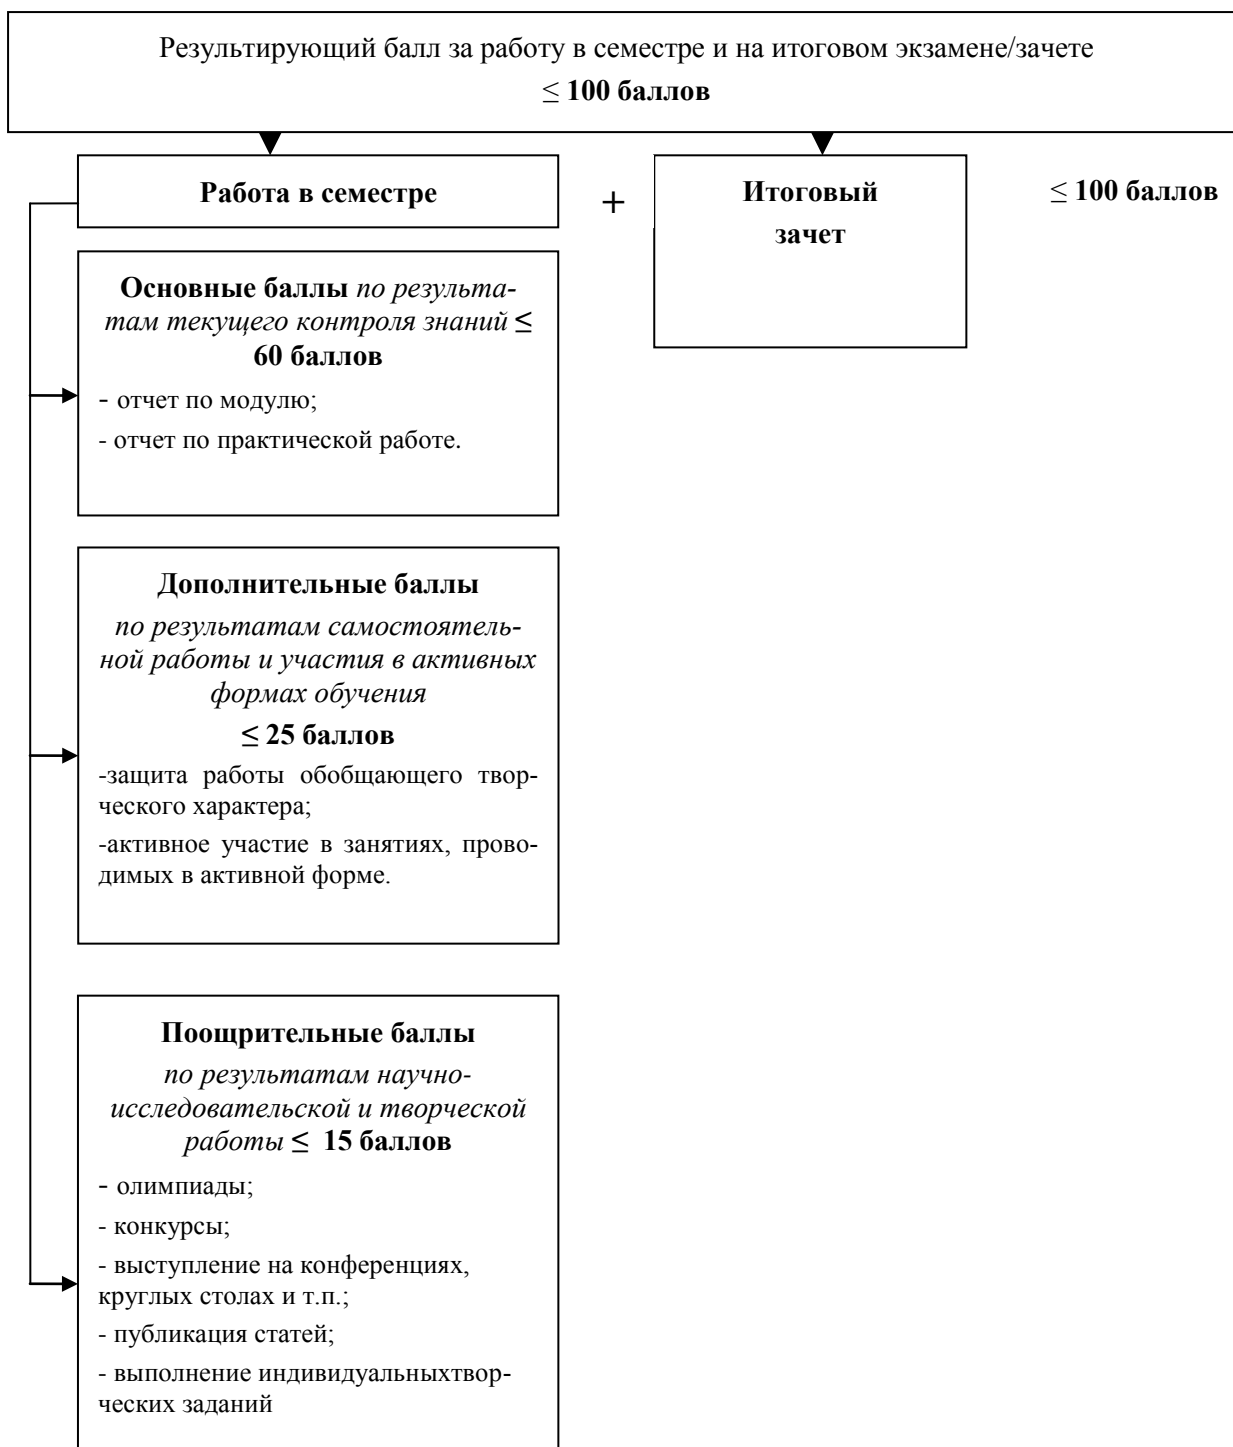 Результирующий балл за работу в семестре и на итоговом экзамене/зачете
≤ 100 баллов
Работа в семестре
+
Итоговый
зачет
≤ 100 баллов
Основные баллы по результа-
там текущего контроля знаний ≤
60 баллов
- отчет по модулю;
- отчет по практической работе.
Дополнительные баллы
по результатам самостоятель-
ной работы и участия в активных
формах обучения
≤ 25 баллов
-защита работы обобщающего твор-
ческого характера;
-активное участие в занятиях, прово-
димых в активной форме.
Поощрительные баллы
по результатам научно-
исследовательской и творческой
работы ≤ 15 баллов
- олимпиады;
- конкурсы;
- выступление на конференциях,
круглых столах и т.п.;
- публикация статей;
- выполнение индивидуальныхтвор-
ческих заданий